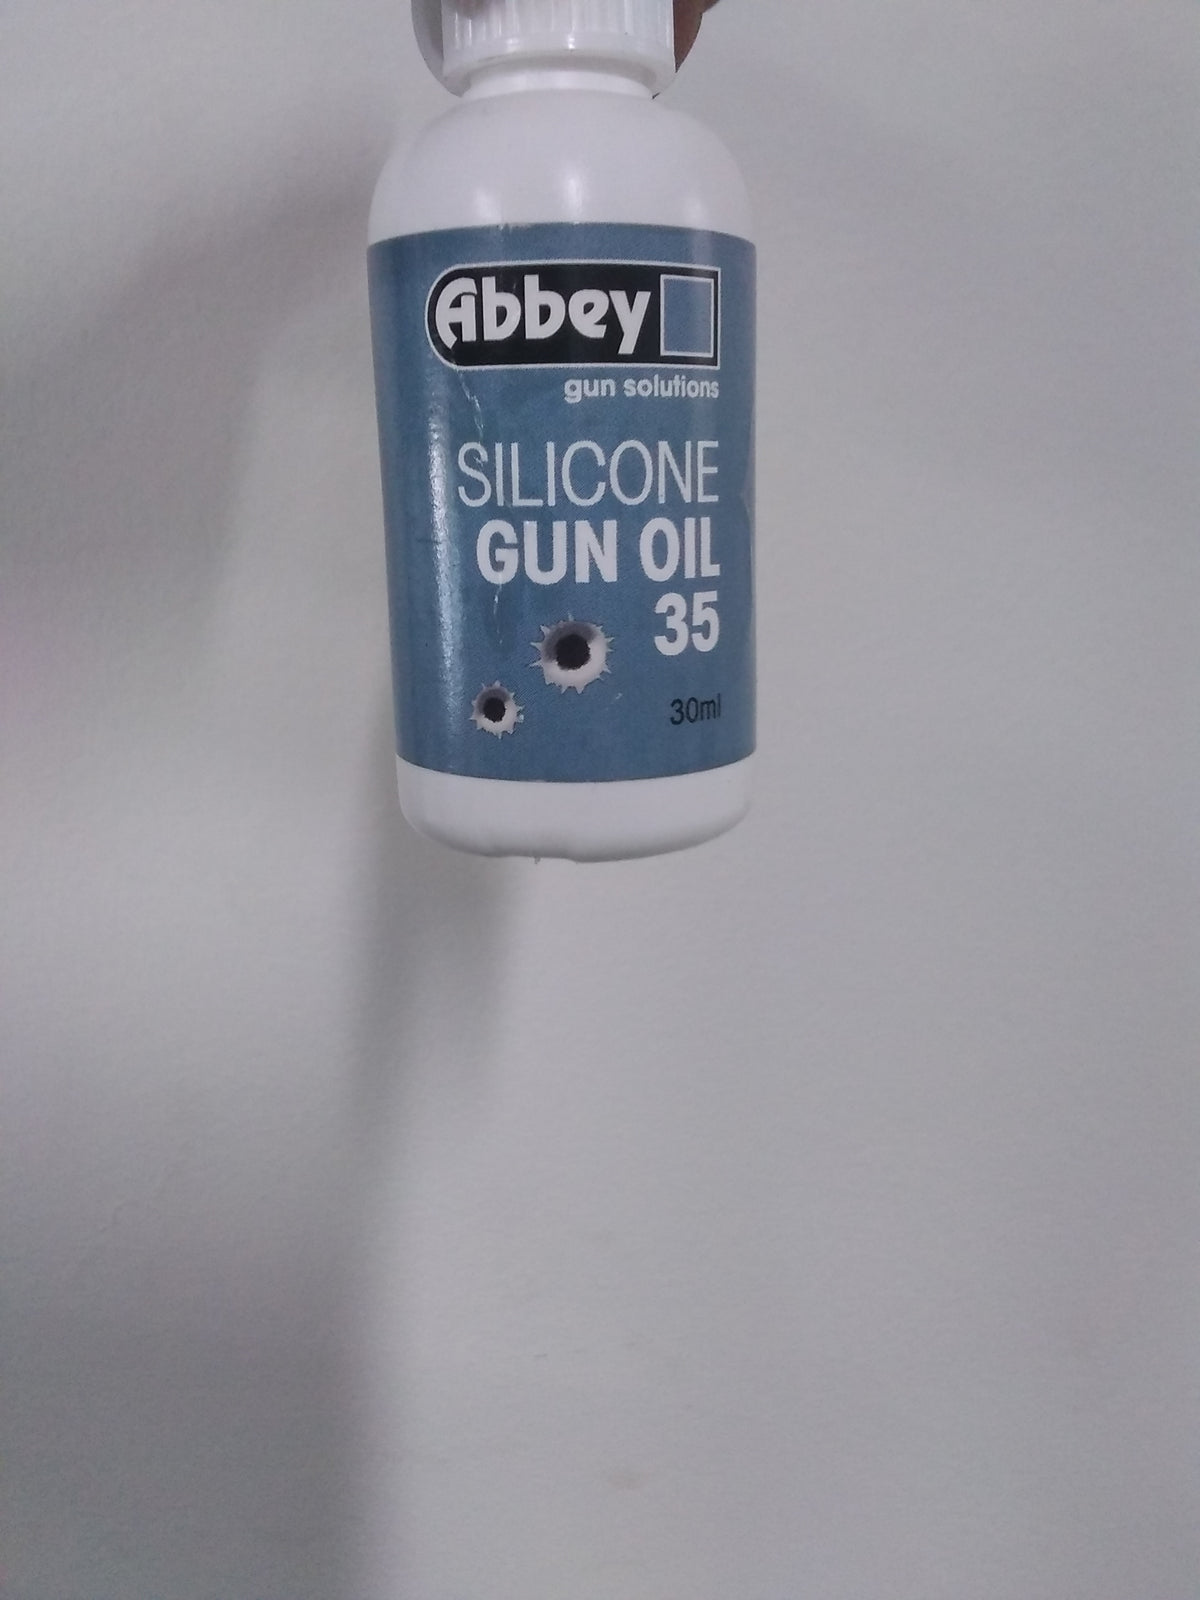 Abbey
gun solutions
SILICONE
GUN OIL
35
30ml